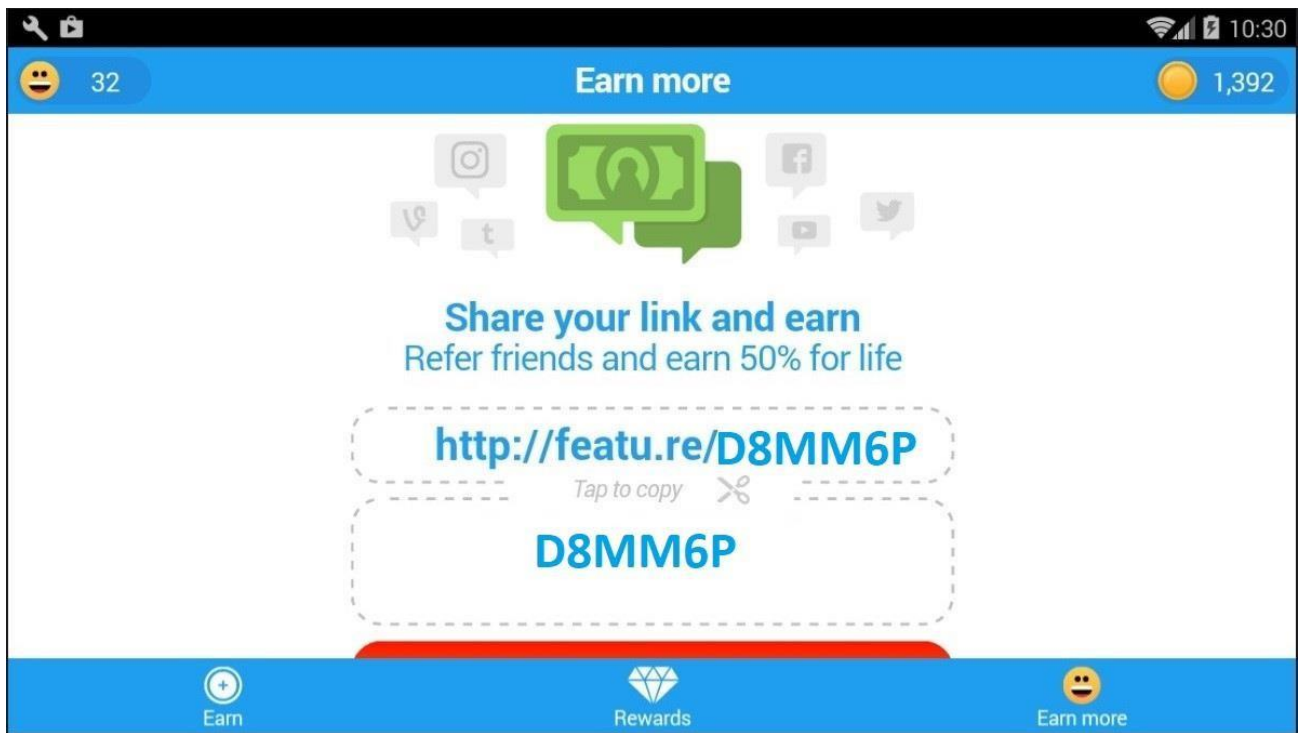 10:30
32 Earn more 1,392
Share your link and earn
Refer friends and earn 50% for life
http://featu.re/D8MM6P
Tap to copy
D8MM6P
Earn Rewards Earn more